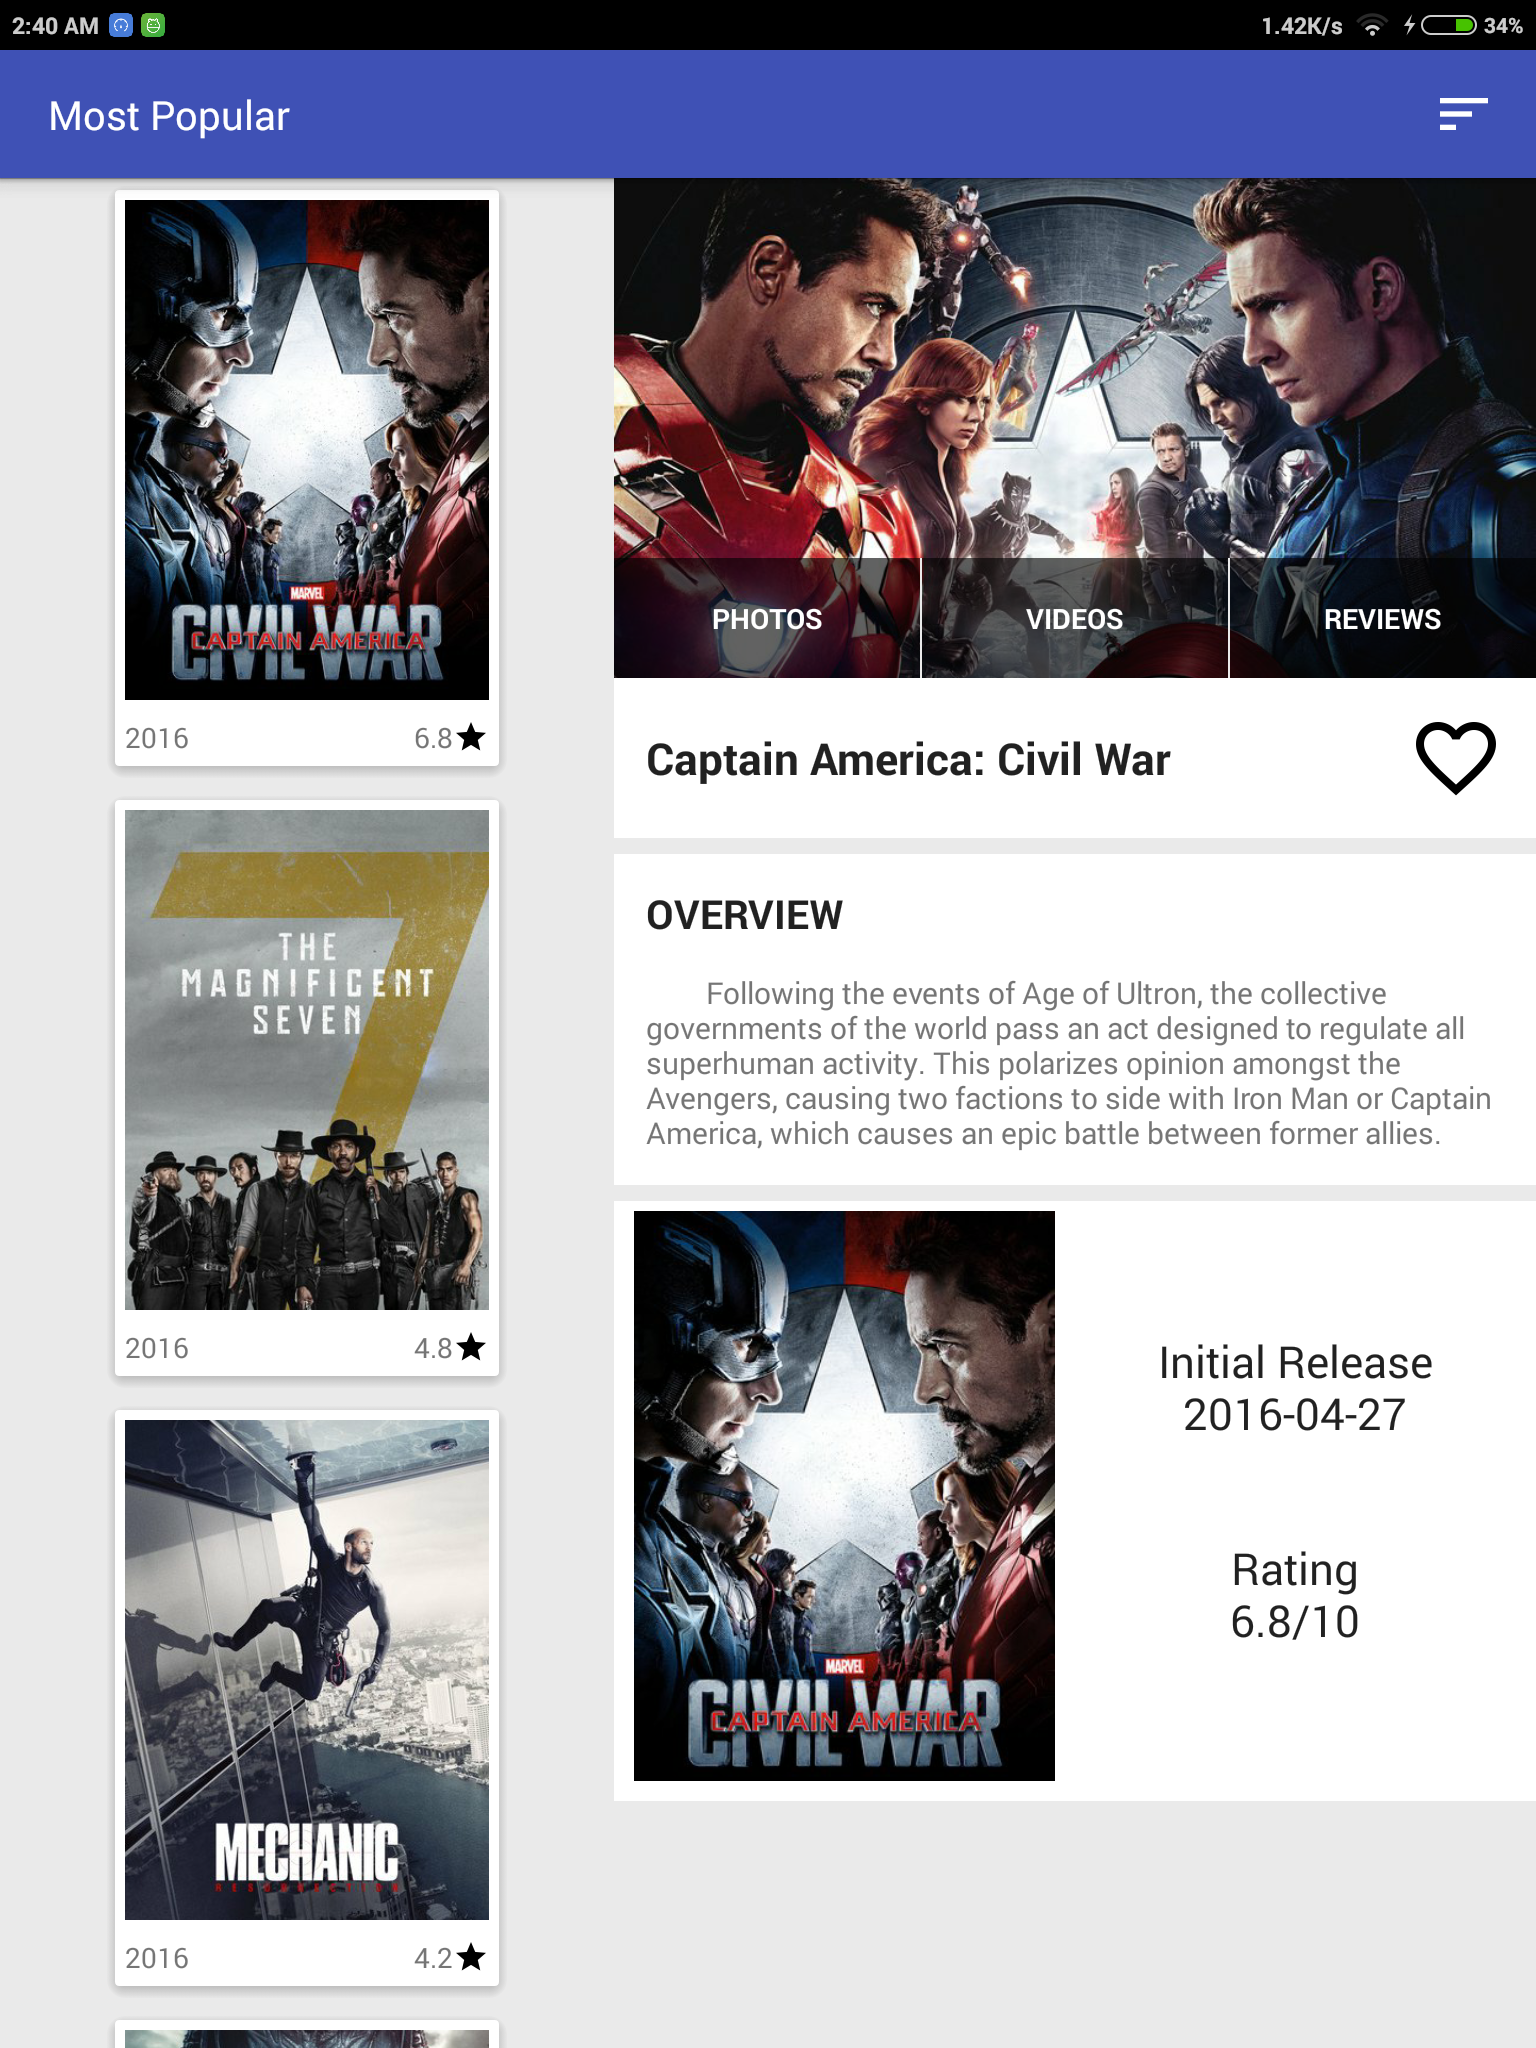 2:40 AM
1.42K/s
34%
Most Popular
MARVEL
CIVIL WAR
CAPTAIN AMERICA
2016
6.8
7
THE
MAGNIFICENT
SEVEN
2016
4.8
MECHANIC
RESURRECTION
2016
4.2
PHOTOS
VIDEOS
REVIEWS
Captain America: Civil War
OVERVIEW
Following the events of Age of Ultron, the collective
governments of the world pass an act designed to regulate all
superhuman activity. This polarizes opinion amongst the
Avengers, causing two factions to side with Iron Man or Captain
America, which causes an epic battle between former allies.
MARVEL
CIVIL WAR
CAPTAIN AMERICA
Initial Release
2016-04-27
Rating
6.8/10